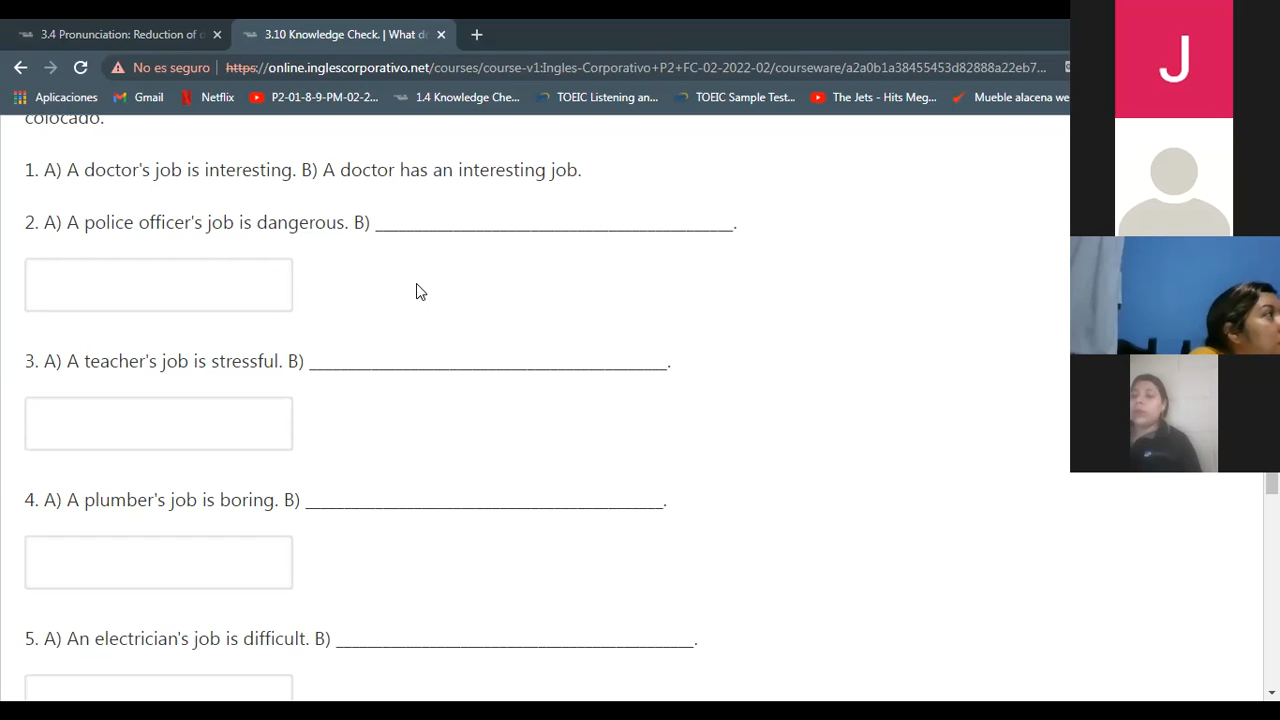 3.4 Pronunciation: Reduction of
3.10 Knowledge Check. | What do
No es seguro
https://online.inglescorporativo.net/courses/course-v1:Ingles-Corporativo+P2+FC-02-2022-02/courseware/a2a0b1a38455453d82888a22eb7...
Aplicaciones
Gmail
Netflix
P2-01-8-9-PM-02-2...
1.4 Knowledge Che...
TOEIC Listening an...
TOEIC Sample Test...
The Jets - Hits Meg...
Mueble alacena we
colocado.
1. A) A doctor's job is interesting. B) A doctor has an interesting job.
2. A) A police officer's job is dangerous. B) ________________________________________.
3. A) A teacher's job is stressful. B) ________________________________________.
4. A) A plumber's job is boring. B) ________________________________________.
5. A) An electrician's job is difficult. B) ________________________________________.
J